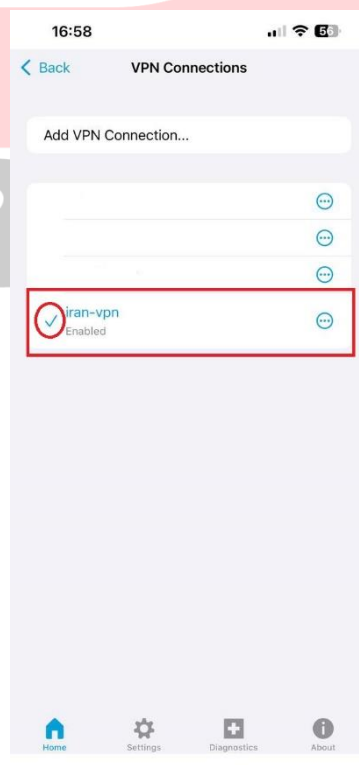 16:58
56
Back
VPN Connections
Add VPN Connection...
iran-vpn
Enabled
Home
Settings
Diagnostics
About